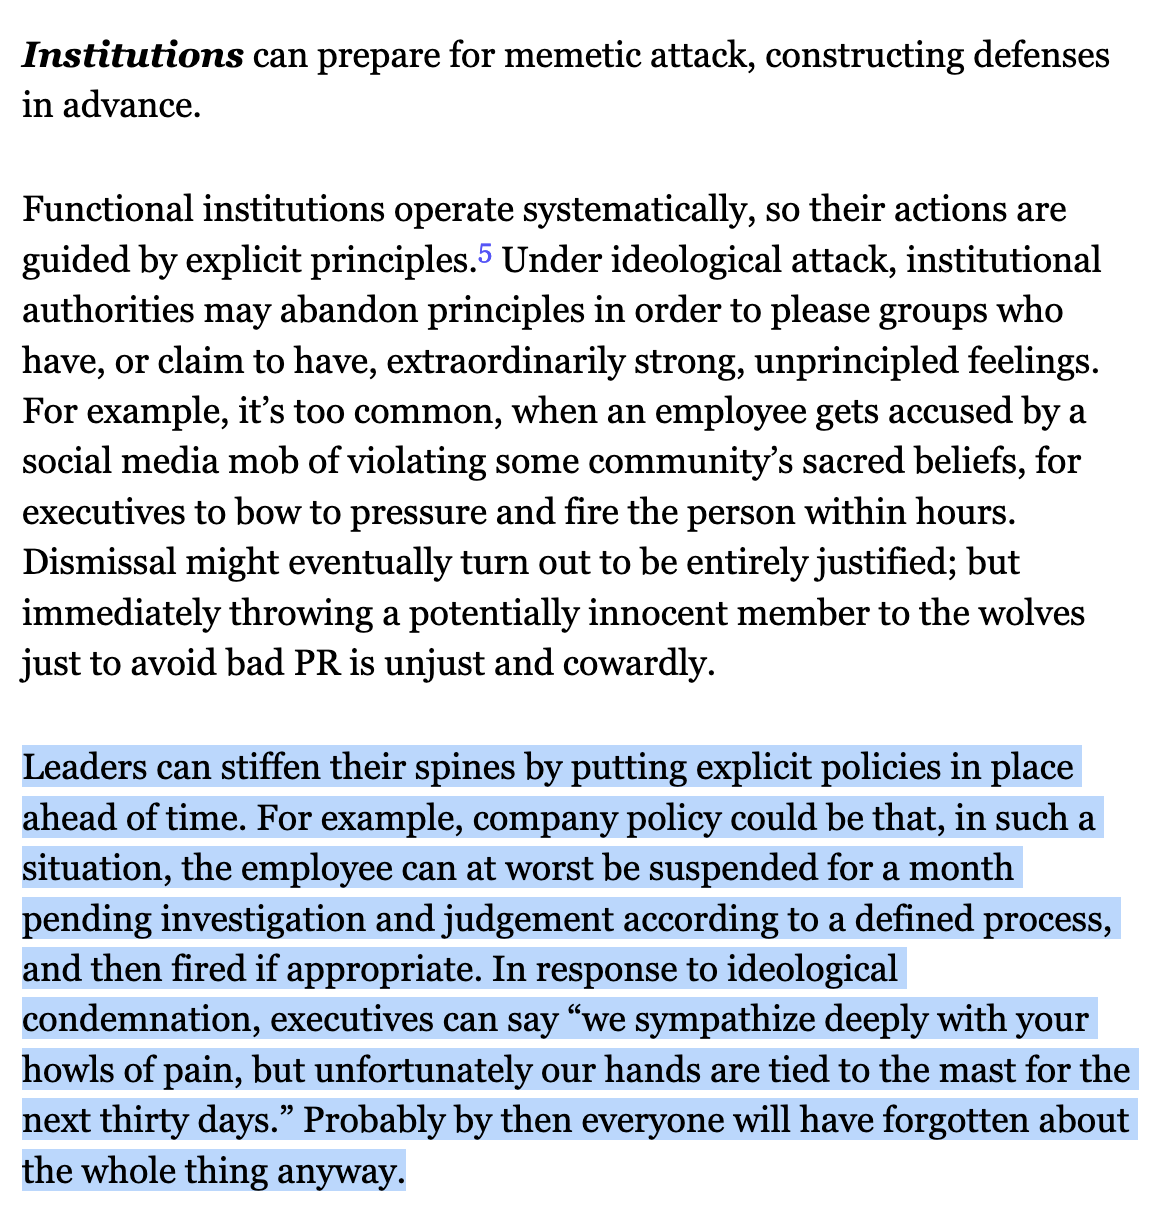 Institutions can prepare for memetic attack, constructing defenses
in advance.
Functional institutions operate systematically, so their actions are
guided by explicit principles.5 Under ideological attack, institutional
authorities may abandon principles in order to please groups who
have, or claim to have, extraordinarily strong, unprincipled feelings.
For example, it’s too common, when an employee gets accused by a
social media mob of violating some community’s sacred beliefs, for
executives to bow to pressure and fire the person within hours.
Dismissal might eventually turn out to be entirely justified; but
immediately throwing a potentially innocent member to the wolves
just to avoid bad PR is unjust and cowardly.
Leaders can stiffen their spines by putting explicit policies in place
ahead of time. For example, company policy could be that, in such a
situation, the employee can at worst be suspended for a month
pending investigation and judgement according to a defined process,
and then fired if appropriate. In response to ideological
condemnation, executives can say “we sympathize deeply with your
howls of pain, but unfortunately our hands are tied to the mast for the
next thirty days.” Probably by then everyone will have forgotten about
the whole thing anyway.